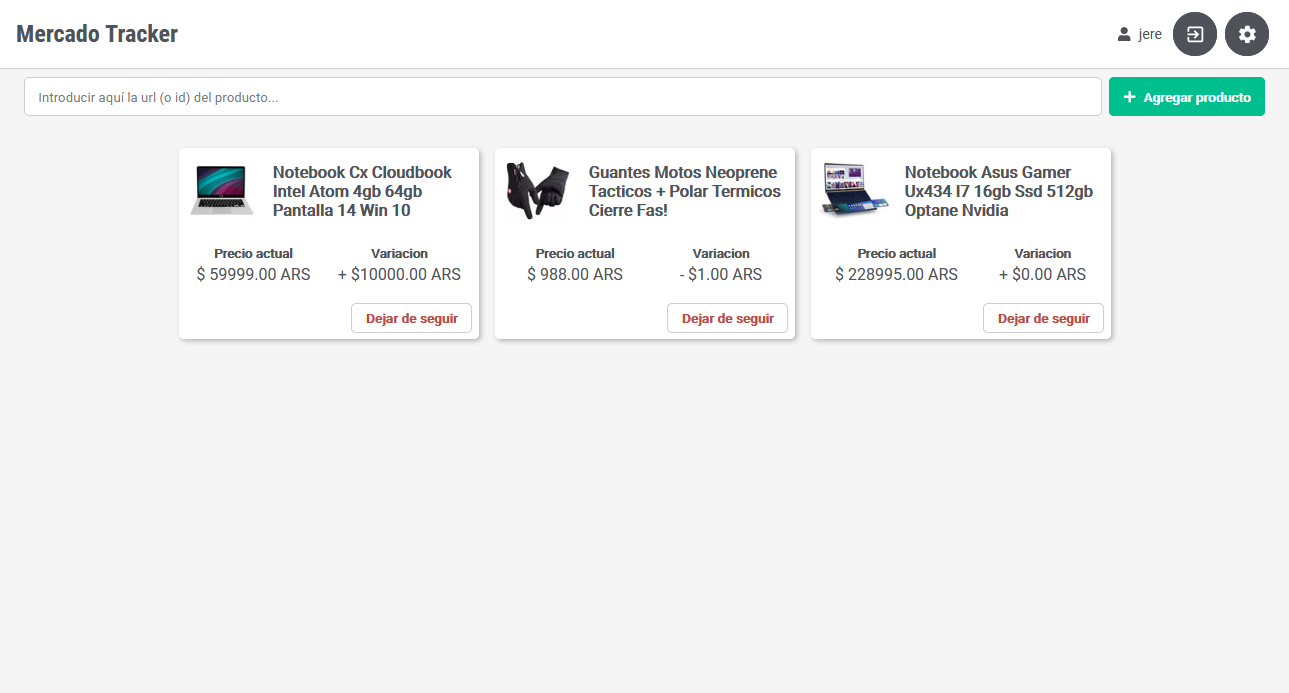 Mercado Tracker
jere
Introducir aquí la url (o id) del producto...
+ Agregar producto
Notebook Cx Cloudbook
Intel Atom 4gb 64gb
Pantalla 14 Win 10
Precio actual
Variacion
$ 59999.00 ARS
+ $10000.00 ARS
Dejar de seguir
Guantes Motos Neoprene
Tacticos + Polar Termicos
Cierre Fas!
Precio actual
Variacion
$ 988.00 ARS
- $1.00 ARS
Dejar de seguir
Notebook Asus Gamer
Ux434 I7 16gb Ssd 512gb
Optane Nvidia
Precio actual
Variacion
$ 228995.00 ARS
+ $0.00 ARS
Dejar de seguir